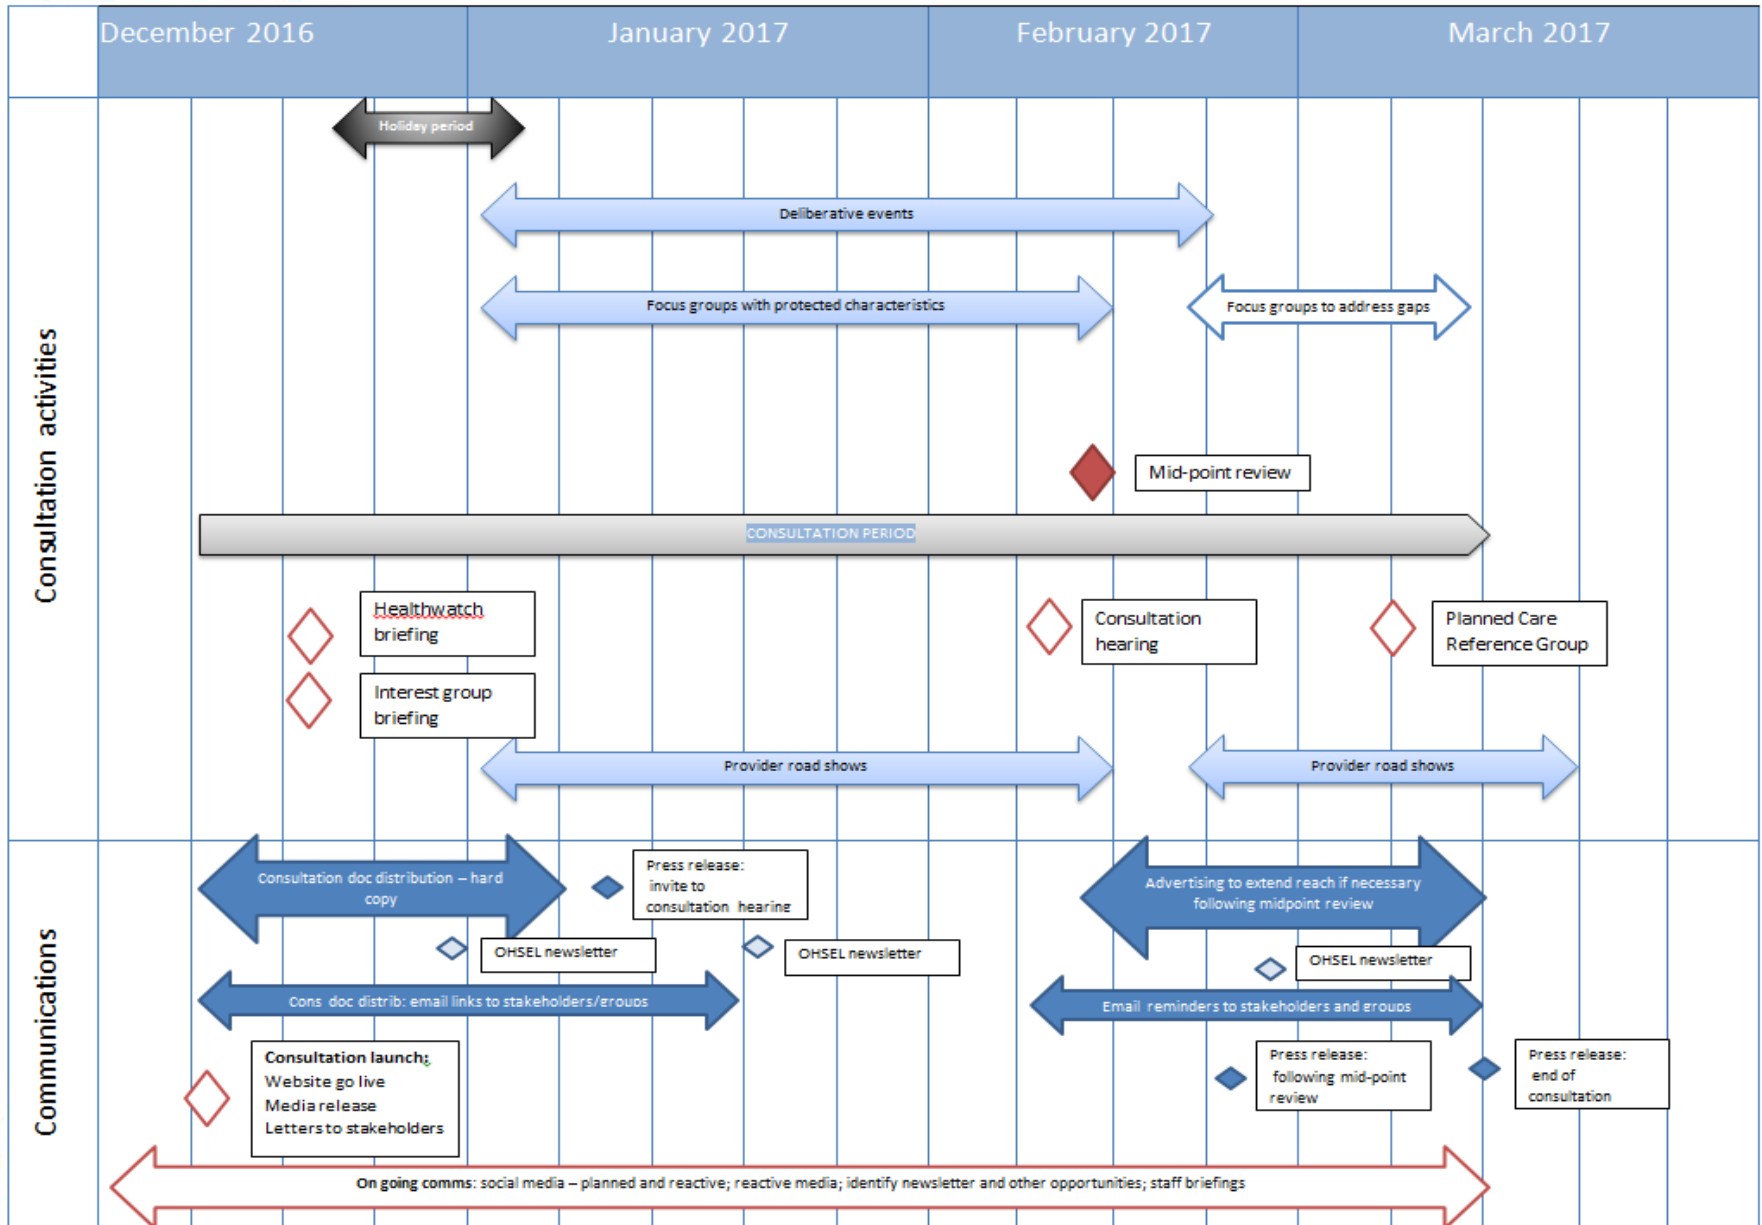 December 2016
January 2017
February 2017
March 2017
Consultation activities
Holiday period
Deliberative events
Focus groups with protected characteristics
Focus groups to address gaps
Mid-point review
CONSULTATION PERIOD
Healthwatch
briefing
Consultation
hearing
Planned Care
Reference Group
Interest group
briefing
Provider road shows
Provider road shows
Communications
Consultation doc distribution – hard
copy
Press release:
invite to
consultation hearing
Advertising to extend reach if necessary
following midpoint review
OHSEL newsletter
OHSEL newsletter
OHSEL newsletter
Cons doc distrib: email links to stakeholders/groups
Email reminders to stakeholders and groups
Consultation launch;
Website go live
Media release
Letters to stakeholders
Press release:
following mid-point
review
Press release:
end of
consultation
On going comms: social media – planned and reactive; reactive media; identify newsletter and other opportunities; staff briefings